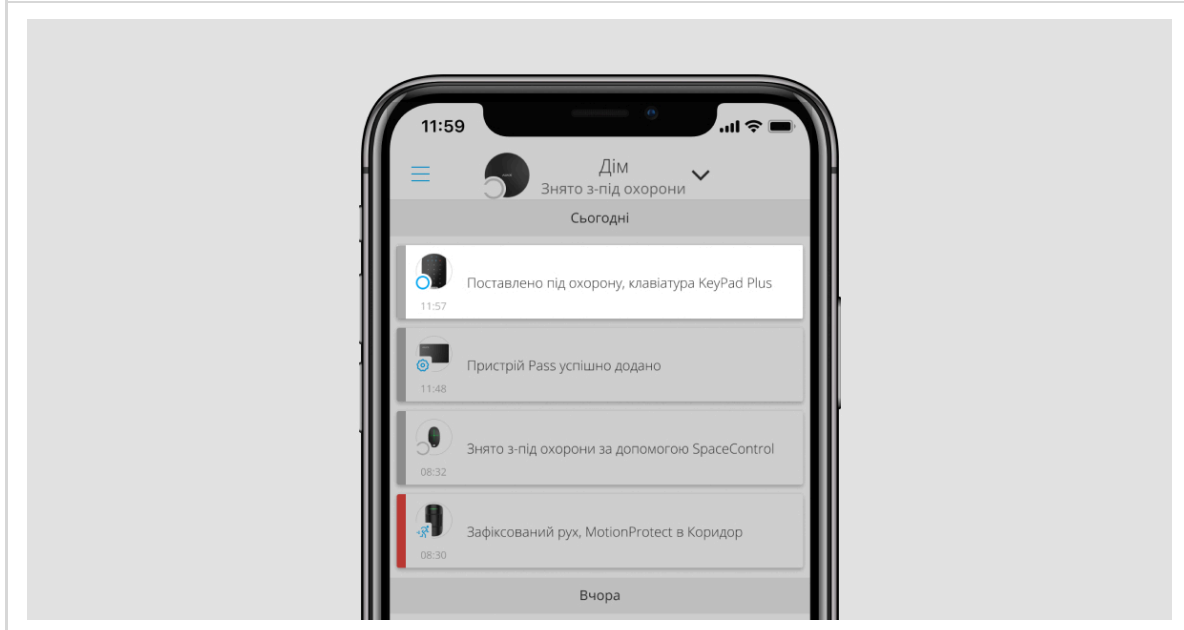 11:59
Дім
Знято з-під охорони
Сьогодні
Поставлено під охорону, клавіатура KeyPad Plus
11:57
Пристрій Pass успішно додано
11:48
Знято з-під охорони за допомогою SpaceControl
08:32
Зафіксований рух, MotionProtect в Коридор
08:30
Вчора